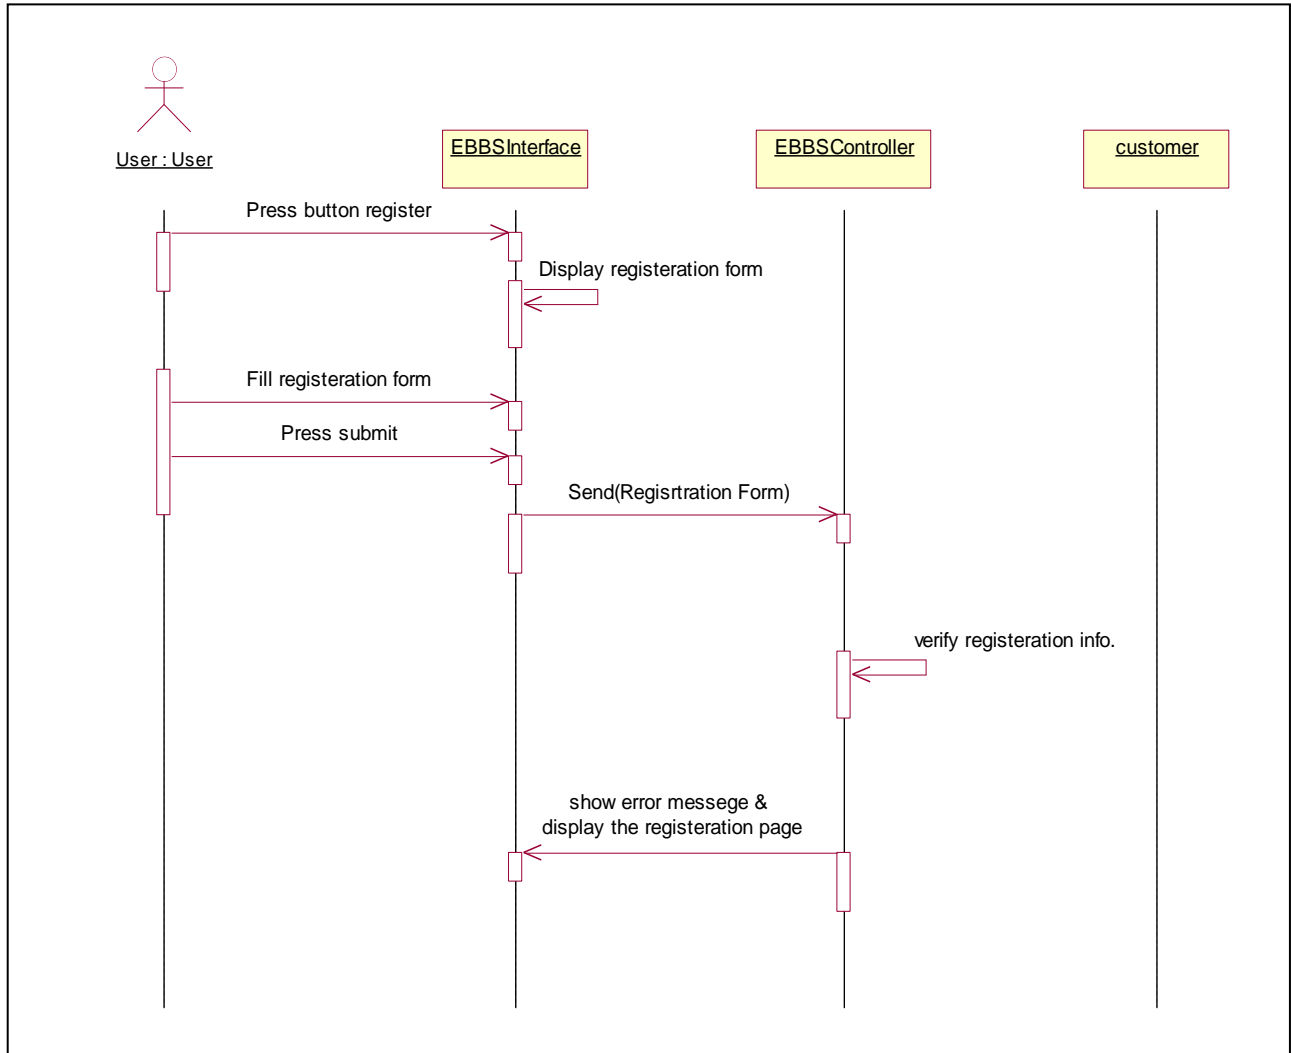 User : User
EBBSInterface
EBBSController
customer
Press button register
Display registeration form
Fill registeration form
Press submit
Send(Regisrtration Form)
verify registeration info.
show error messege &
display the registeration page